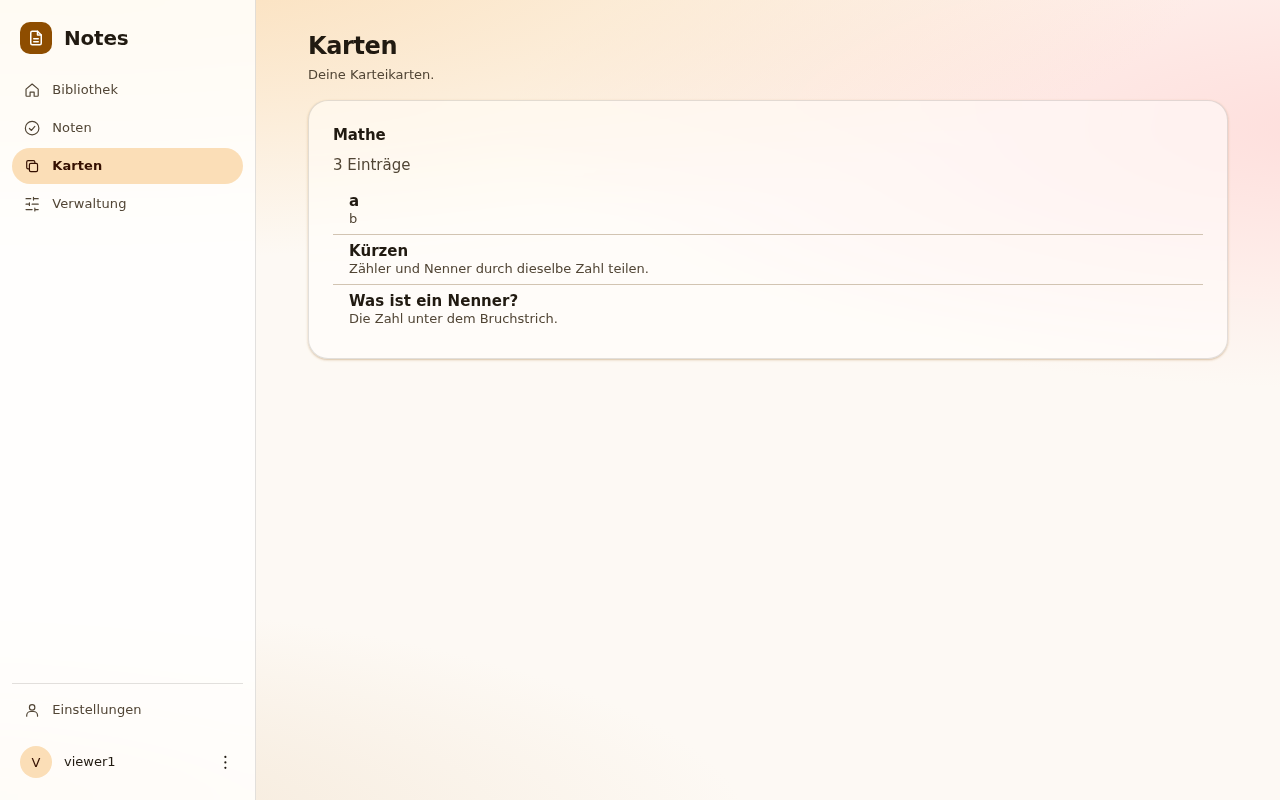 Notes
Bibliothek
Noten
Karten
Verwaltung
Einstellungen
V
viewer1
Karten
Deine Karteikarten.
Mathe
3 Einträge
a
b
Kürzen
Zähler und Nenner durch dieselbe Zahl teilen.
Was ist ein Nenner?
Die Zahl unter dem Bruchstrich.